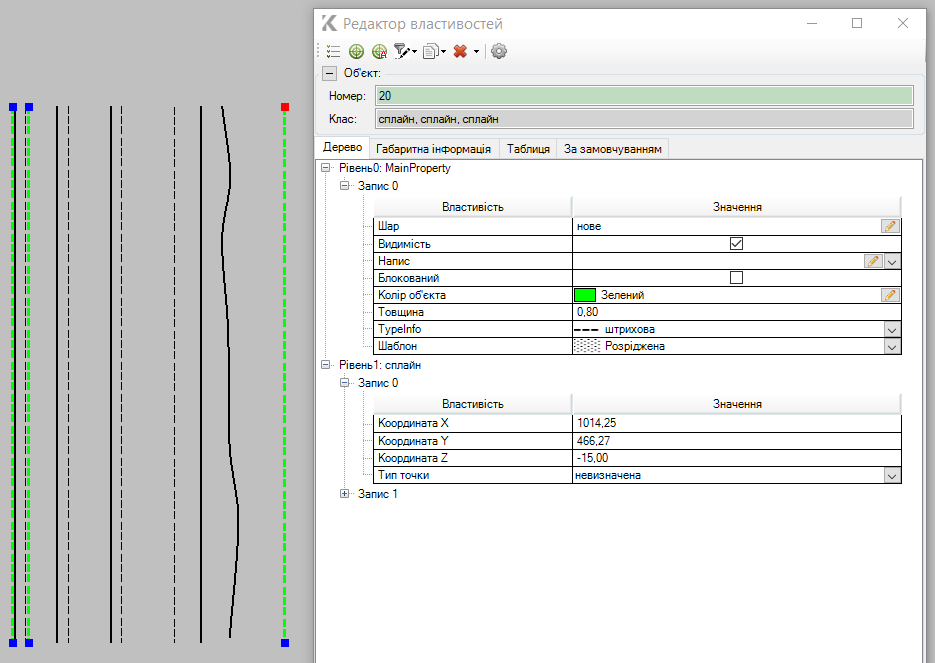 Редактор властивостей
Об'єкт:
Номер: 20
Клас: сплайн, сплайн, сплайн
Дерево Габаритна інформація Таблиця За замовчуванням
Рівень0: MainProperty
Запис 0
Властивість Значення
Шар нове
Видимість
Напис
Блокований
Колір об'єкта Зелений
Товщина 0,80
TypeInfo штрихова
Шаблон Розріджена
Рівень1: сплайн
Запис 0
Властивість Значення
Координата X 1014,25
Координата Y 466,27
Координата Z -15,00
Тип точки невизначена
Запис 1